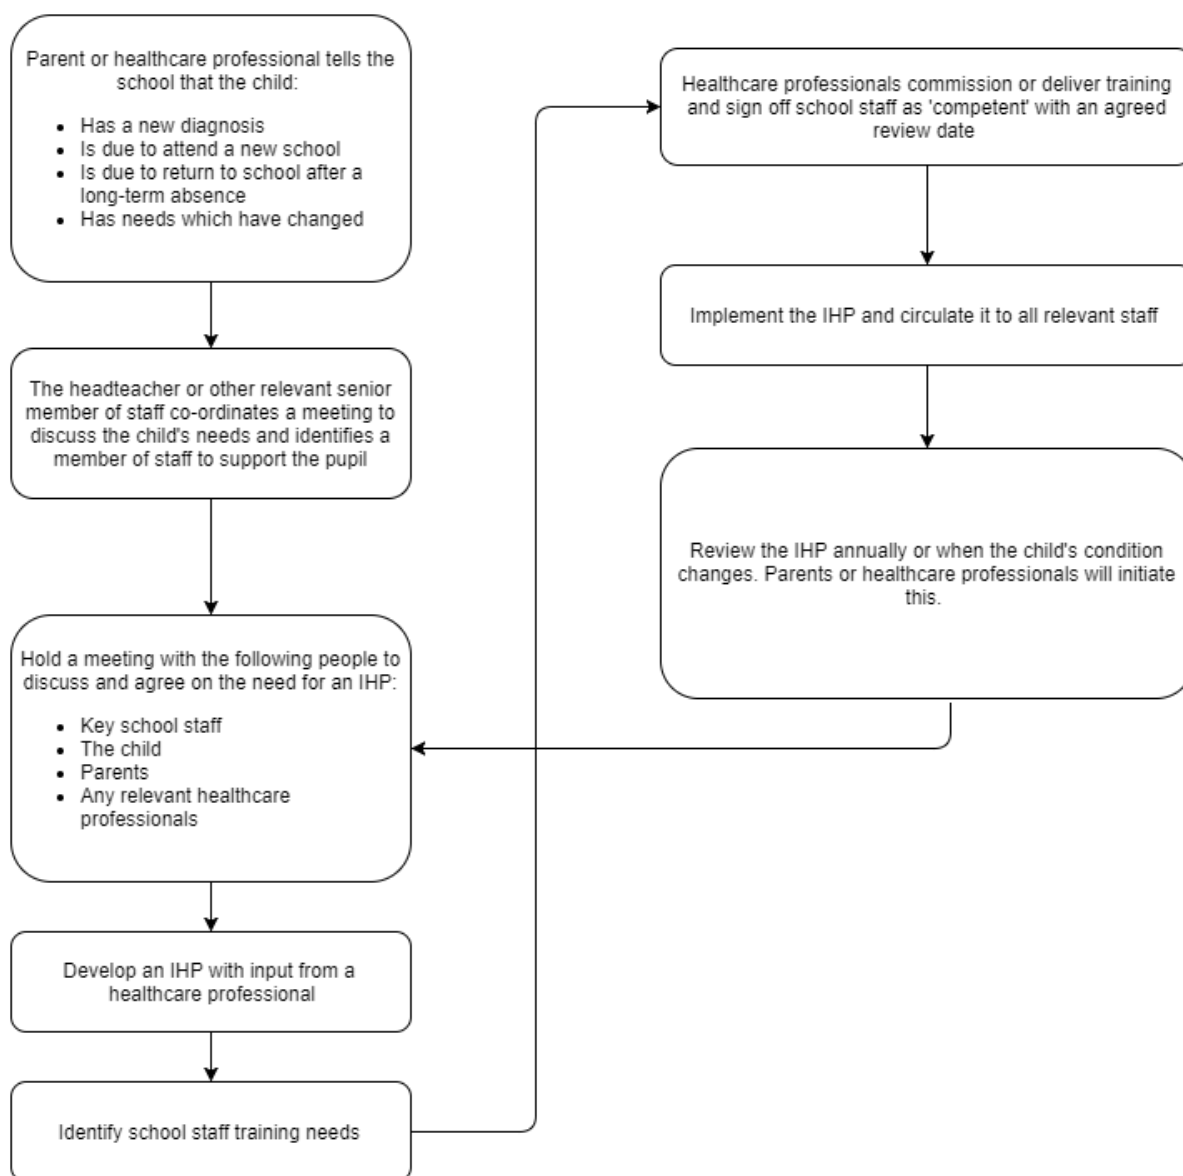 Parent or healthcare professional tells the
school that the child:
• Has a new diagnosis
• Is due to attend a new school
• Is due to return to school after a
long-term absence
• Has needs which have changed
The headteacher or other relevant senior
member of staff co-ordinates a meeting to
discuss the child's needs and identifies a
member of staff to support the pupil
Hold a meeting with the following people to
discuss and agree on the need for an IHP:
• Key school staff
• The child
• Parents
• Any relevant healthcare
professionals
Develop an IHP with input from a
healthcare professional
Identify school staff training needs
Healthcare professionals commission or deliver training
and sign off school staff as 'competent' with an agreed
review date
Implement the IHP and circulate it to all relevant staff
Review the IHP annually or when the child's condition
changes. Parents or healthcare professionals will initiate
this.